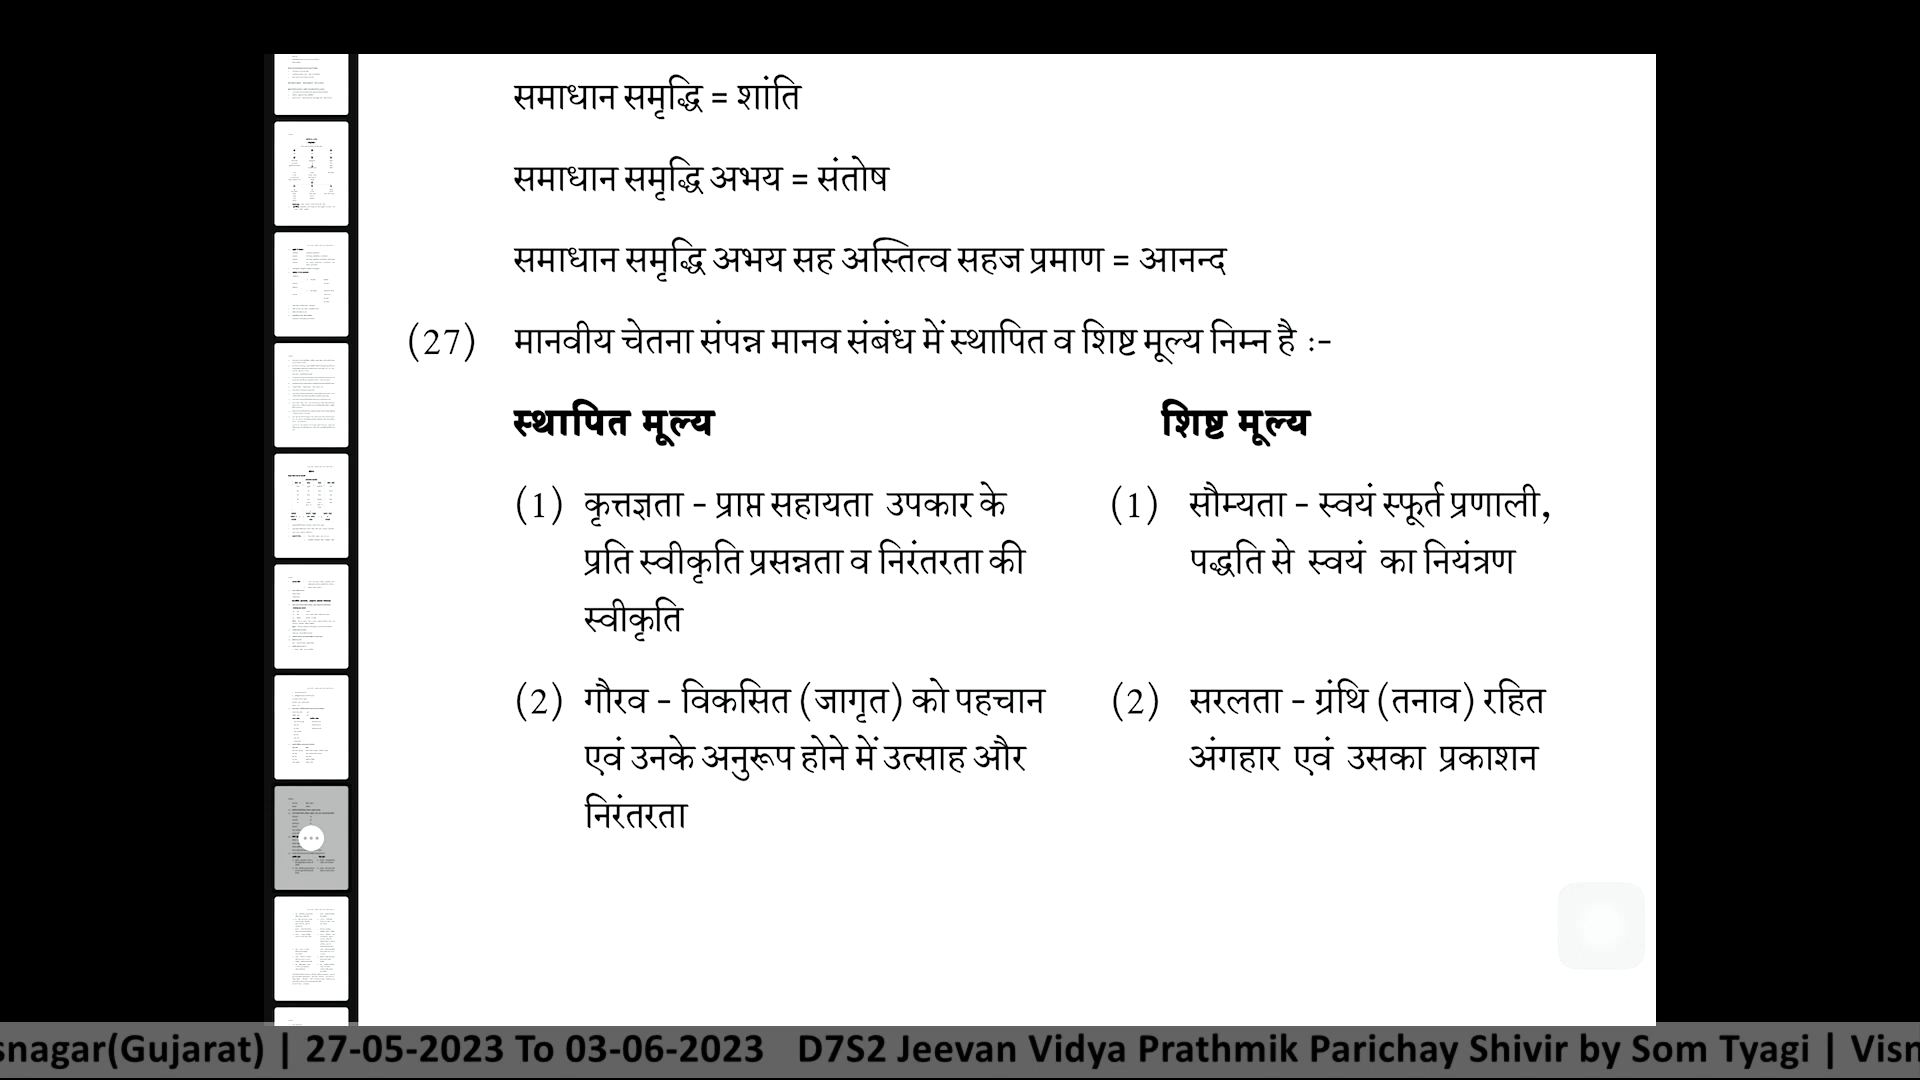 समाधान समृद्धि = शांति
समाधान समृद्धि अभय = संतोष
समाधान समृद्धि अभय सह अस्तित्व सहज प्रमाण = आनन्द
(27) मानवीय चेतना संपन्न मानव संबंध में स्थापित व शिष्ट मूल्य निम्न है :-
स्थापित मूल्य
(1) कृत्तज्ञता - प्राप्त सहायता उपकार के
प्रति स्वीकृति प्रसन्नता व निरंतरता की
स्वीकृति
(2) गौरव - विकसित (जागृत) को पहचान
एवं उनके अनुरूप होने में उत्साह और
निरंतरता
शिष्ट मूल्य
(1) सौम्यता - स्वयं स्फूर्त प्रणाली,
पद्धति से स्वयं का नियंत्रण
(2) सरलता - ग्रंथि (तनाव) रहित
अंगहार एवं उसका प्रकाशन
snagar(Gujarat) | 27-05-2023 To 03-06-2023 D7S2 Jeevan Vidya Prathmik Parichay Shivir by Som Tyagi | Visn